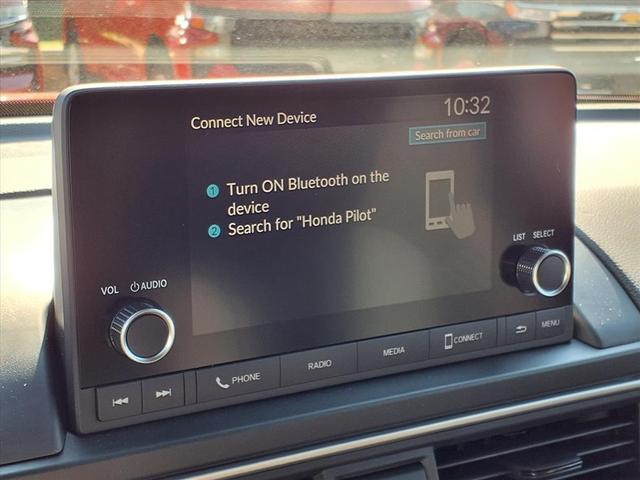 10:32
Connect New Device
Search from car
1 Turn ON Bluetooth on the
device
2 Search for "Honda Pilot"
LIST SELECT
VOL AUDIO
PHONE RADIO MEDIA CONNECT MENU